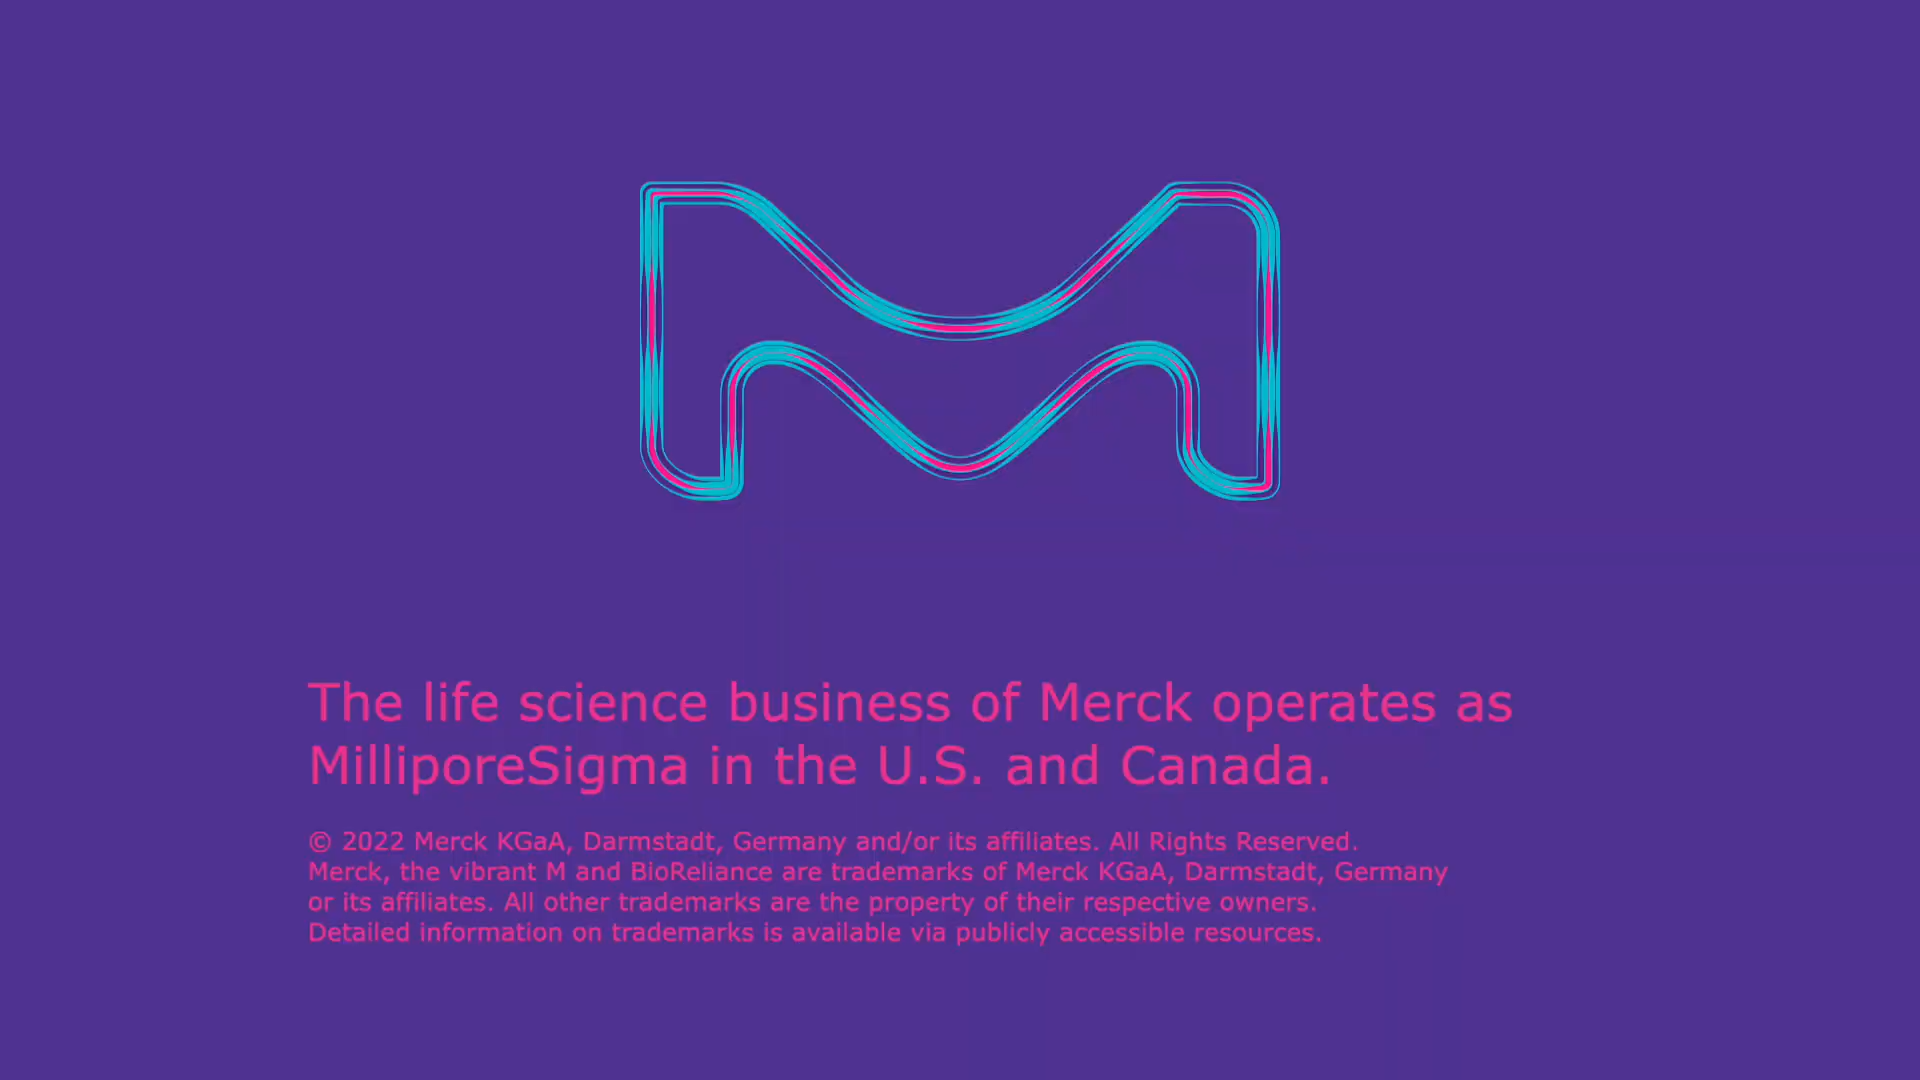 The life science business of Merck operates as
MilliporeSigma in the U.S. and Canada.
© 2022 Merck KGaA, Darmstadt, Germany and/or its affiliates. All Rights Reserved.
Merck, the vibrant M and BioReliance are trademarks of Merck KGaA, Darmstadt, Germany
or its affiliates. All other trademarks are the property of their respective owners.
Detailed information on trademarks is available via publicly accessible resources.